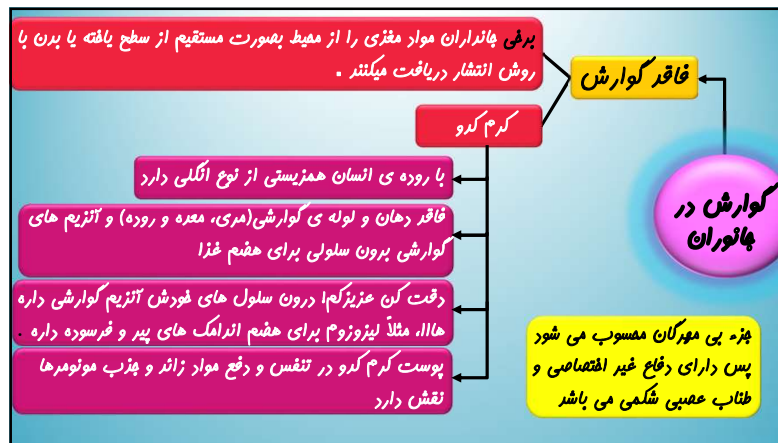 گوارش در
جانوران
فاقد گوارش
برخی جانداران مواد مغزی را از محیط بصورت مستقیم از سطح یافته یا بدن با
روش انتشار دریافت میکنند .
کرم کدو
با روده ی انسان همزیستی از نوع انگلی دارد
فاقد دهان و لوله ی گوارشی(مری، معده و روده) و آنزیم های
گوارشی برون سلولی برای هضم غذا
دقت کن عزیزکم! درون سلول های خودش آنزیم گوارشی داره
هااا، مثلاً لیزوزوم برای هضم اندامک های پیر و فرسوده داره .
پوست کرم کدو در تنفس و دفع مواد زائد و جذب مونومرها
نقش دارد
جزء بی مهرگان محسوب می شود
پس دارای دفاع غیر اختصاصی و
طناب عصبی شکمی می باشد